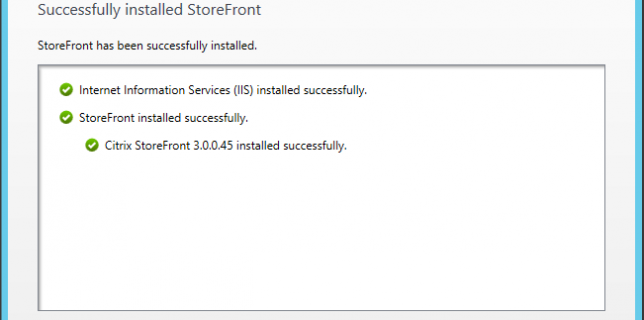 Successfully installed StoreFront
StoreFront has been successfully installed.
Internet Information Services (IIS) installed successfully.
StoreFront installed successfully.
Citrix StoreFront 3.0.0.45 installed successfully.